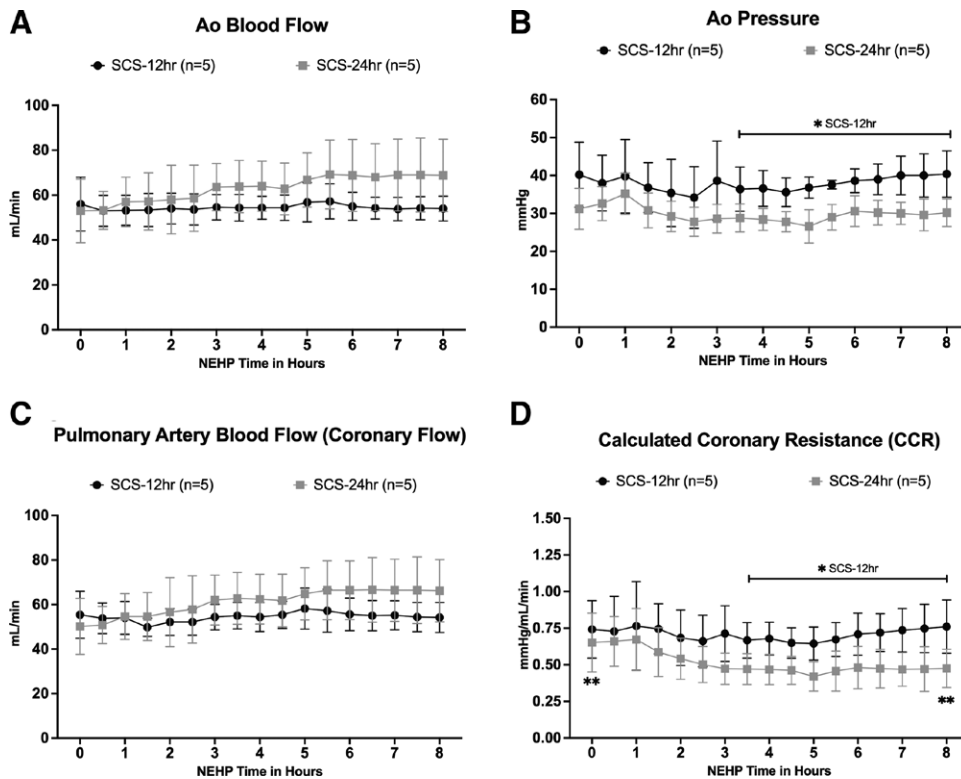 A
Ao Blood Flow
SCS-12hr (n=5) SCS-24hr (n=5)
100
80
60
40
20
0
mL/min
0 1 2 3 4 5 6 7 8
NEHP Time in Hours
B
Ao Pressure
SCS-12hr (n=5) SCS-24hr (n=5)
* SCS-12hr
60
50
40
30
20
10
0
mmHg
0 1 2 3 4 5 6 7 8
NEHP Time in Hours
C
Pulmonary Artery Blood Flow (Coronary Flow)
SCS-12hr (n=5) SCS-24hr (n=5)
100
80
60
40
20
0
mL/min
0 1 2 3 4 5 6 7 8
NEHP Time in Hours
D
Calculated Coronary Resistance (CCR)
SCS-12hr (n=5) SCS-24hr (n=5)
* SCS-12hr
1.50
1.25
1.00
0.75
0.50
0.25
0.00
mmHg/mL/min
** **
0 1 2 3 4 5 6 7 8
NEHP Time in Hours